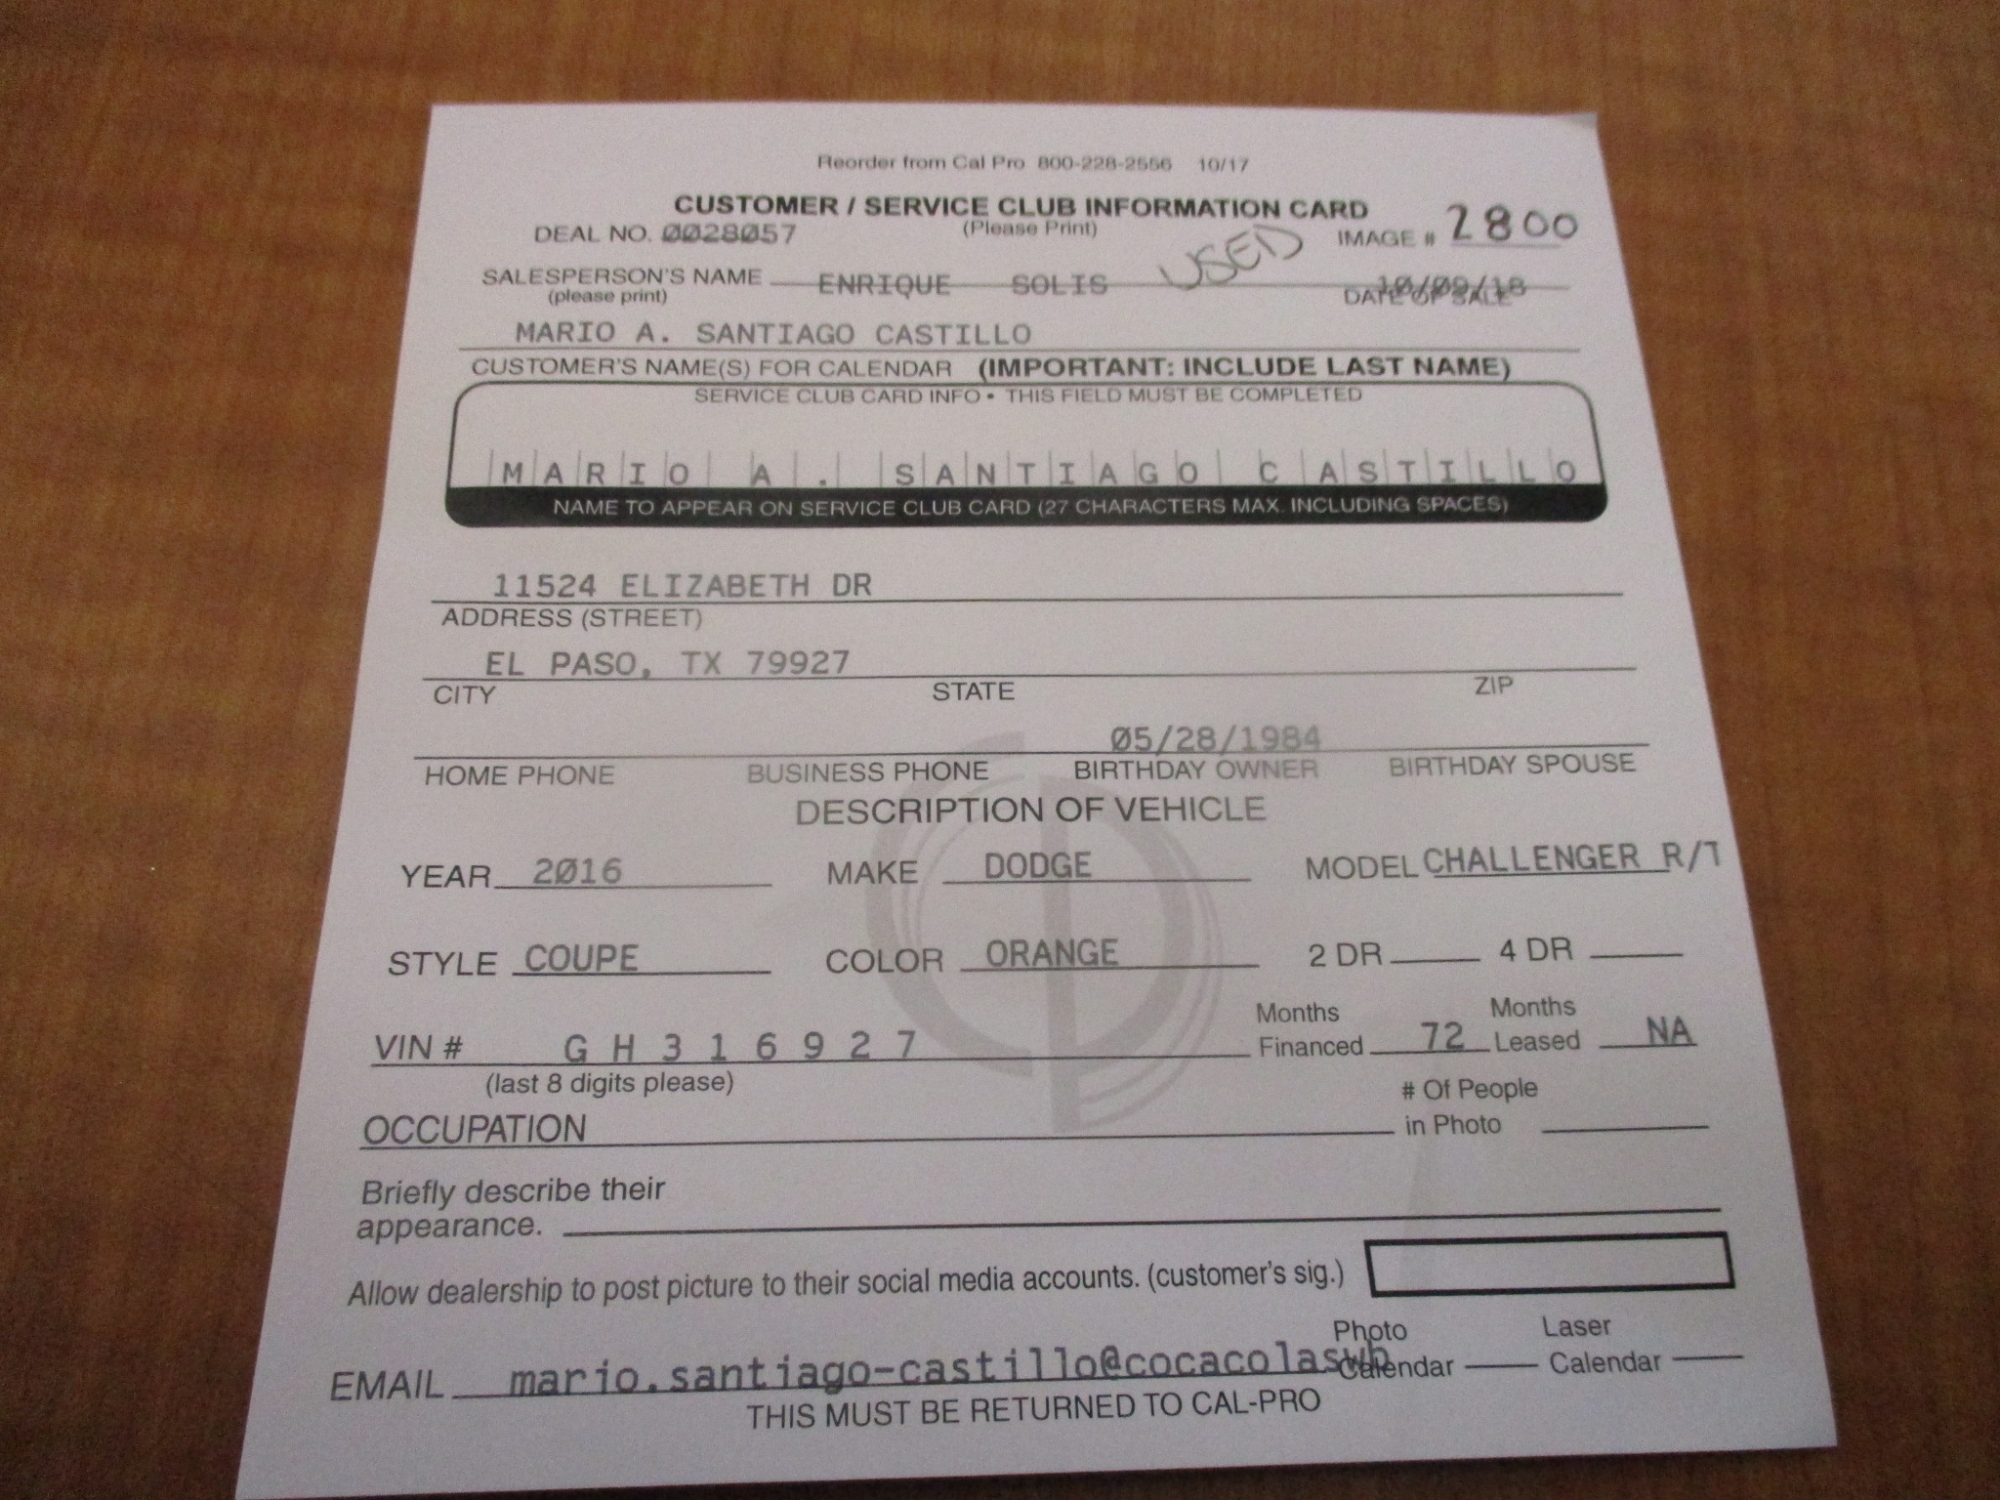 Reorder from Cal Pro 800-228-2556 10/17
CUSTOMER / SERVICE CLUB INFORMATION CARD
DEAL NO. 0028057 (Please Print) USED IMAGE # 2800
SALESPERSON'S NAME ENRIQUE SOLIS 10/09/18
(please print) DATE OF SALE
MARIO A. SANTIAGO CASTILLO
CUSTOMER'S NAME(S) FOR CALENDAR (IMPORTANT: INCLUDE LAST NAME)
SERVICE CLUB CARD INFO • THIS FIELD MUST BE COMPLETED
MARIO A. SANTIAGO CASTILLO
NAME TO APPEAR ON SERVICE CLUB CARD (27 CHARACTERS MAX. INCLUDING SPACES)
11524 ELIZABETH DR
ADDRESS (STREET)
EL PASO, TX 79927
CITY STATE ZIP
05/28/1984
HOME PHONE BUSINESS PHONE BIRTHDAY OWNER BIRTHDAY SPOUSE
DESCRIPTION OF VEHICLE
YEAR 2016 MAKE DODGE MODEL CHALLENGER R/T
STYLE COUPE COLOR ORANGE 2 DR 4 DR
Months Months
VIN # G H 3 1 6 9 2 7 Financed 72 Leased NA
(last 8 digits please) # Of People
OCCUPATION in Photo
Briefly describe their
appearance.
Allow dealership to post picture to their social media accounts. (customer's sig.)
Photo Laser
EMAIL mario.santiago-castillo@cocacolaswb Calendar Calendar
THIS MUST BE RETURNED TO CAL-PRO